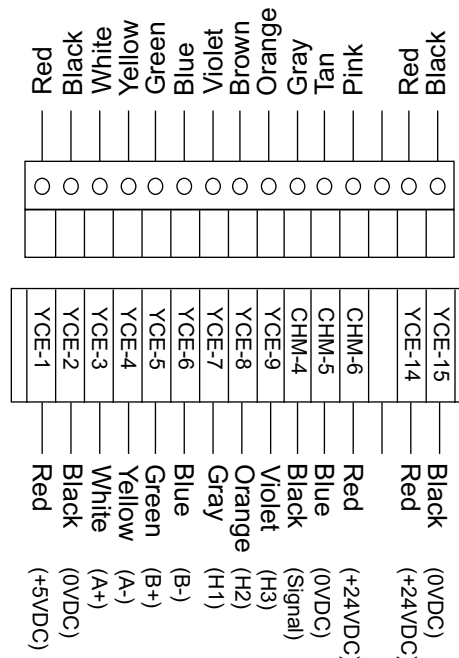 Red
Black
White
Yellow
Green
Blue
Violet
Brown
Orange
Gray
Tan
Pink
Red
Black
YCE-1
YCE-2
YCE-3
YCE-4
YCE-5
YCE-6
YCE-7
YCE-8
YCE-9
CHM-4
CHM-5
CHM-6
YCE-14
YCE-15
Red (+5VDC)
Black (0VDC)
White (A+)
Yellow (A-)
Green (B+)
Blue (B-)
Gray (H1)
Orange (H2)
Violet (H3)
Black (Signal)
Blue (0VDC)
Red (+24VDC)
Red (+24VDC)
Black (0VDC)